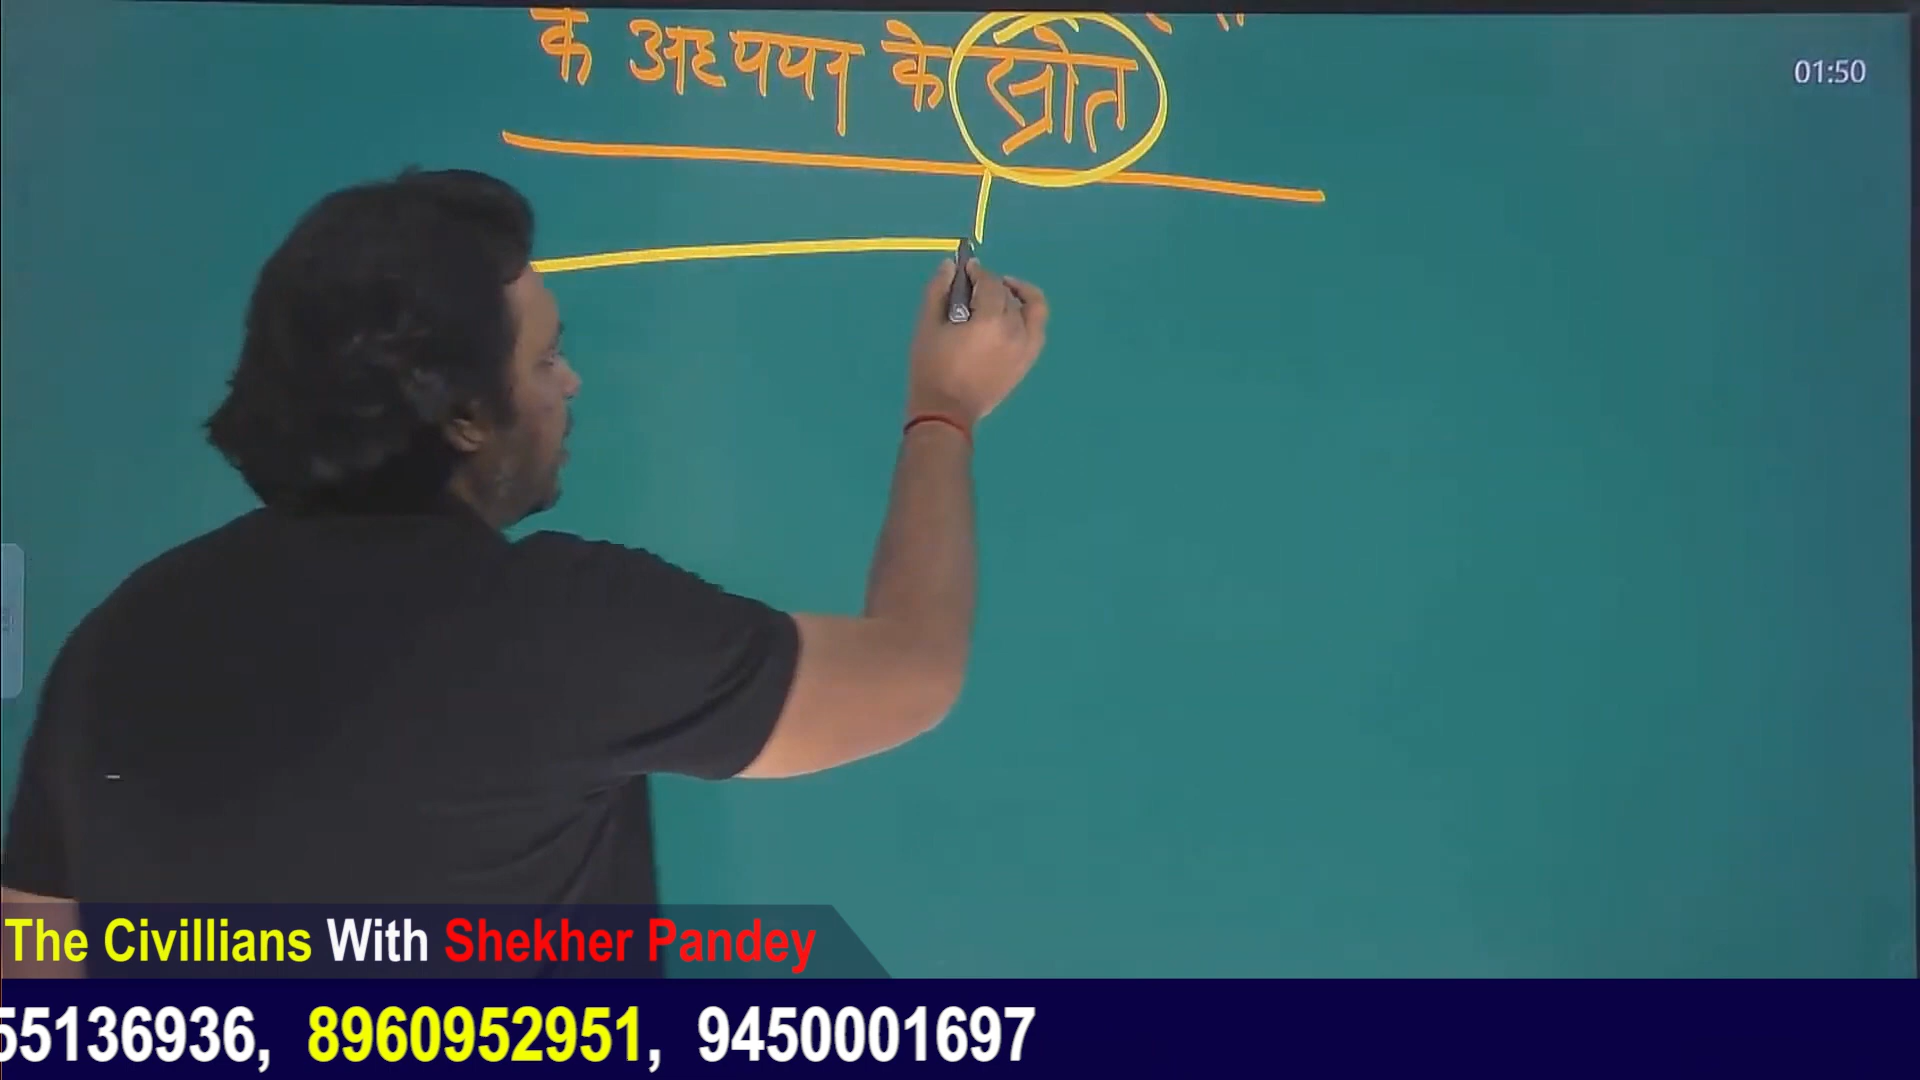 के अध्ययन के स्रोत
01:50
The Civillians With Shekher Pandey
55136936, 8960952951, 9450001697